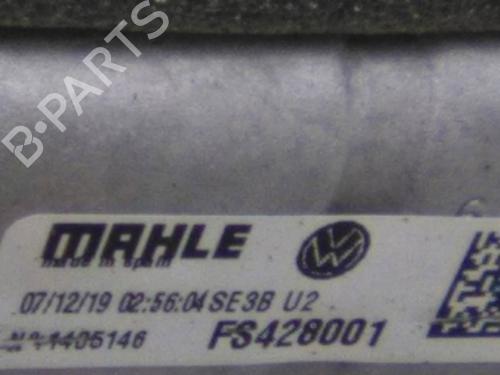 B-PARTS
MAHLE
made in spain
07/12/19 02:56:04 SE3B U2
1405146 FS428001